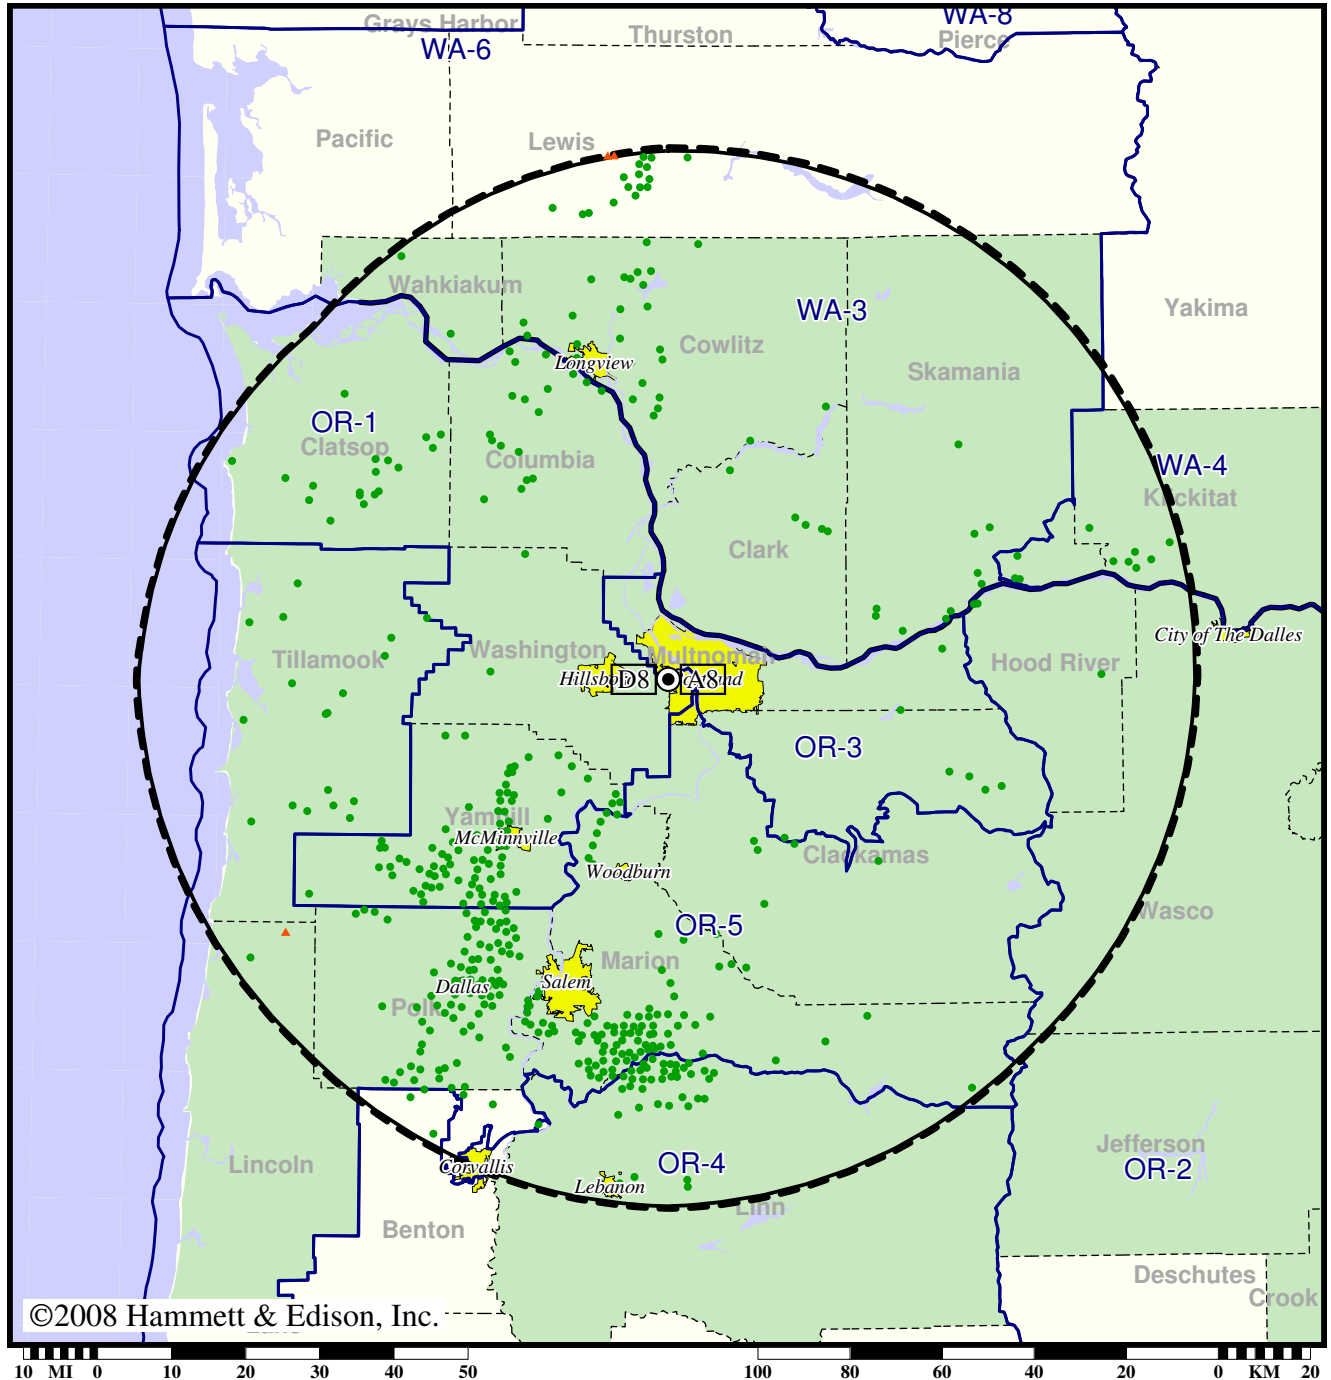 Grays Harbor
WA-8
Thurston
Pierce
WA-6
Pacific
Lewis
Wahkiakum
WA-3
Yakima
Cowlitz
Longview
Skamania
OR-1
Clatsop
Columbia
WA-4
Klickitat
Clark
City of The Dalles
Washington
Multnomah
Tillamook
Hood River
Hillsboro
D8
A8
OR-3
Yamhill
McMinnville
Clackamas
Woodburn
Wasco
OR-5
Marion
Dallas
Salem
Polk
Jefferson
Lincoln
Corvallis
OR-4
OR-2
Lebanon
Linn
Benton
Deschutes
Crook
©2008 Hammett & Edison, Inc.
10 MI 0 10 20 30 40 50 100 80 60 40 20 0 KM 20